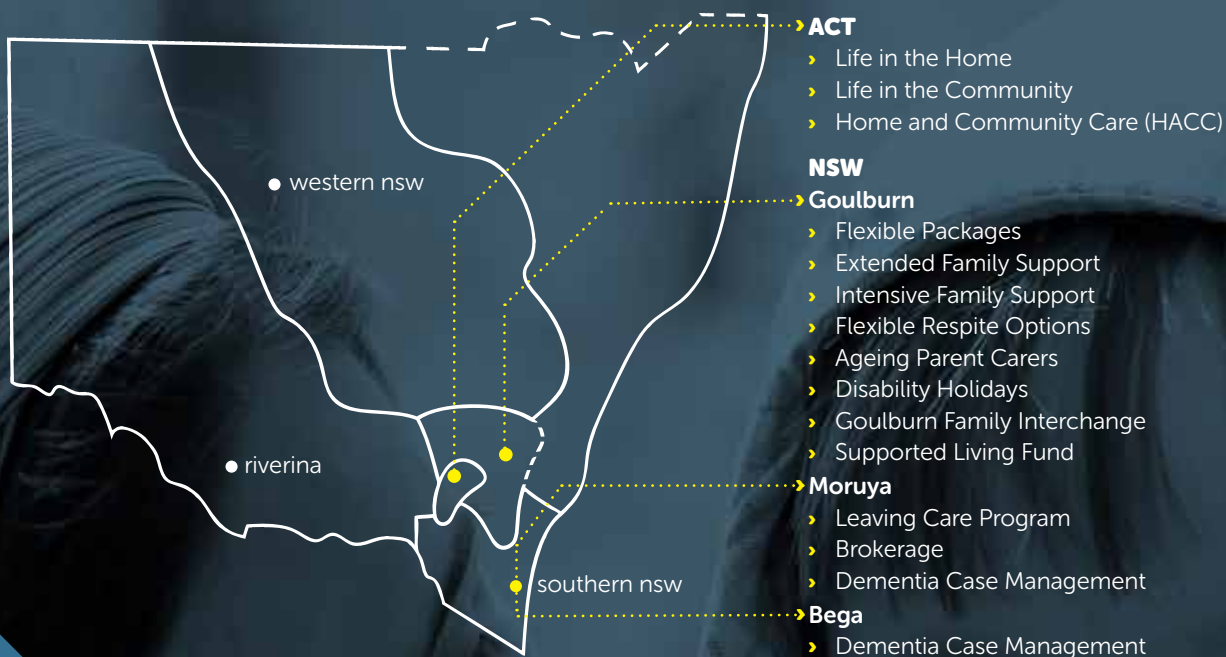 ACT
› Life in the Home
› Life in the Community
› Home and Community Care (HACC)
NSW
Goulburn
› Flexible Packages
› Extended Family Support
› Intensive Family Support
› Flexible Respite Options
› Ageing Parent Carers
› Disability Holidays
› Goulburn Family Interchange
› Supported Living Fund
Moruya
› Leaving Care Program
› Brokerage
› Dementia Case Management
Bega
› Dementia Case Management
western nsw
riverina
southern nsw